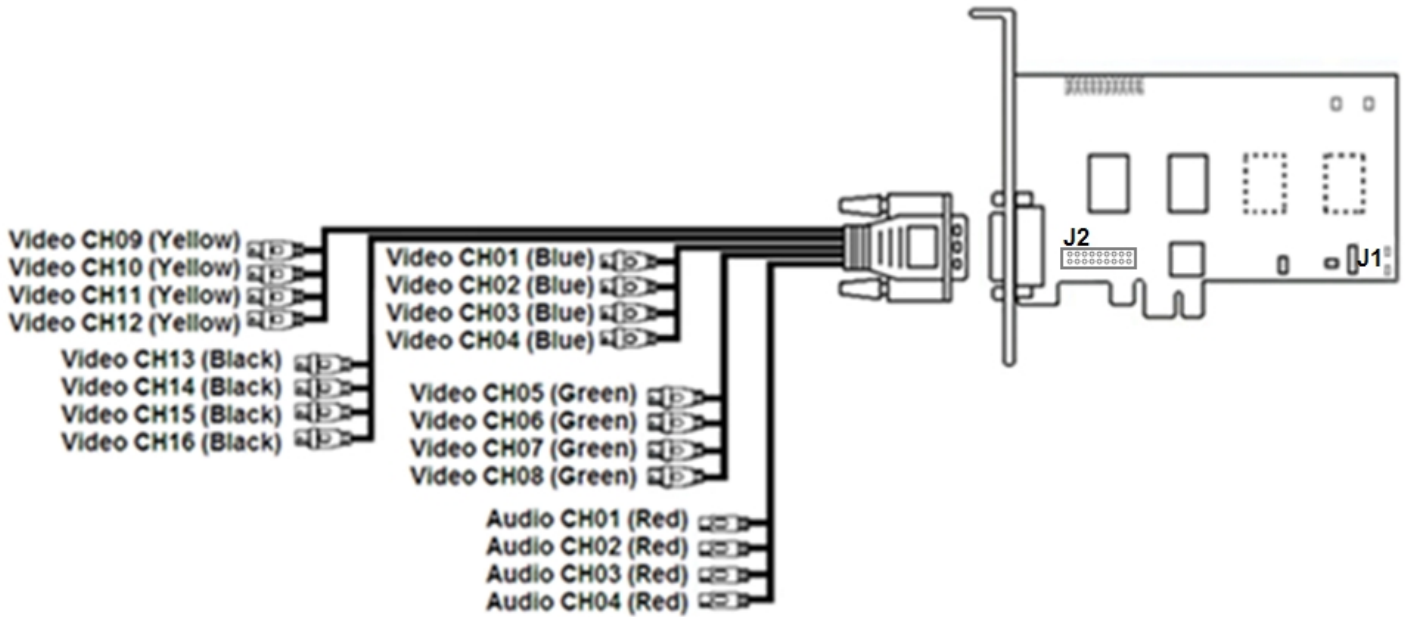 Video CH09 (Yellow)
Video CH10 (Yellow)
Video CH11 (Yellow)
Video CH12 (Yellow)
Video CH13 (Black)
Video CH14 (Black)
Video CH15 (Black)
Video CH16 (Black)
Video CH01 (Blue)
Video CH02 (Blue)
Video CH03 (Blue)
Video CH04 (Blue)
Video CH05 (Green)
Video CH06 (Green)
Video CH07 (Green)
Video CH08 (Green)
Audio CH01 (Red)
Audio CH02 (Red)
Audio CH03 (Red)
Audio CH04 (Red)
J2
J1